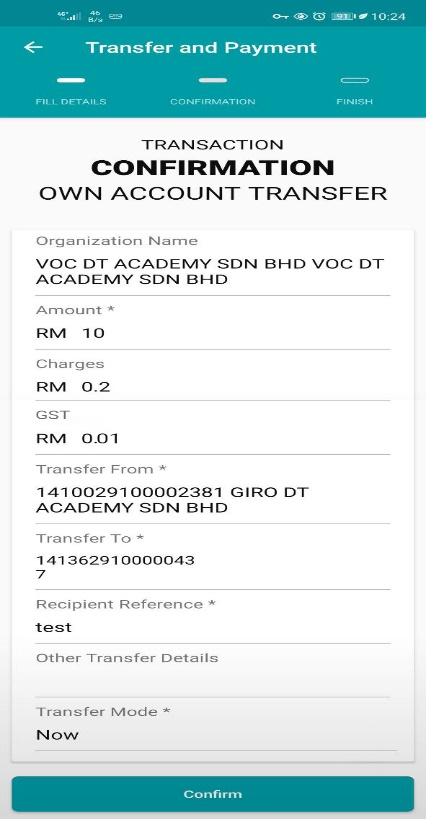 46 B/s 91 10:24
Transfer and Payment
FILL DETAILS CONFIRMATION FINISH
TRANSACTION
CONFIRMATION
OWN ACCOUNT TRANSFER
Organization Name
VOC DT ACADEMY SDN BHD VOC DT
ACADEMY SDN BHD
Amount *
RM 10
Charges
RM 0.2
GST
RM 0.01
Transfer From *
1410029100002381 GIRO DT
ACADEMY SDN BHD
Transfer To *
141362910000043
7
Recipient Reference *
test
Other Transfer Details
Transfer Mode *
Now
Confirm